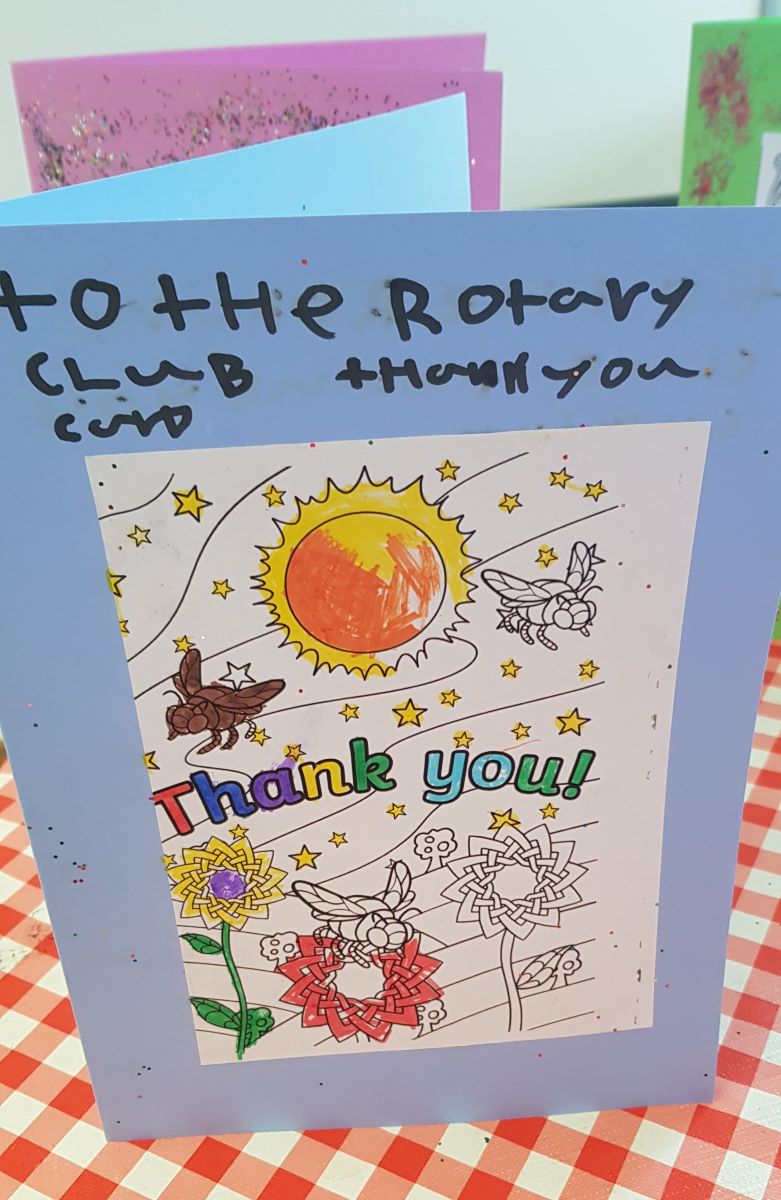 to tHe Rotary
CLuB tHank you
carD
Thank you!